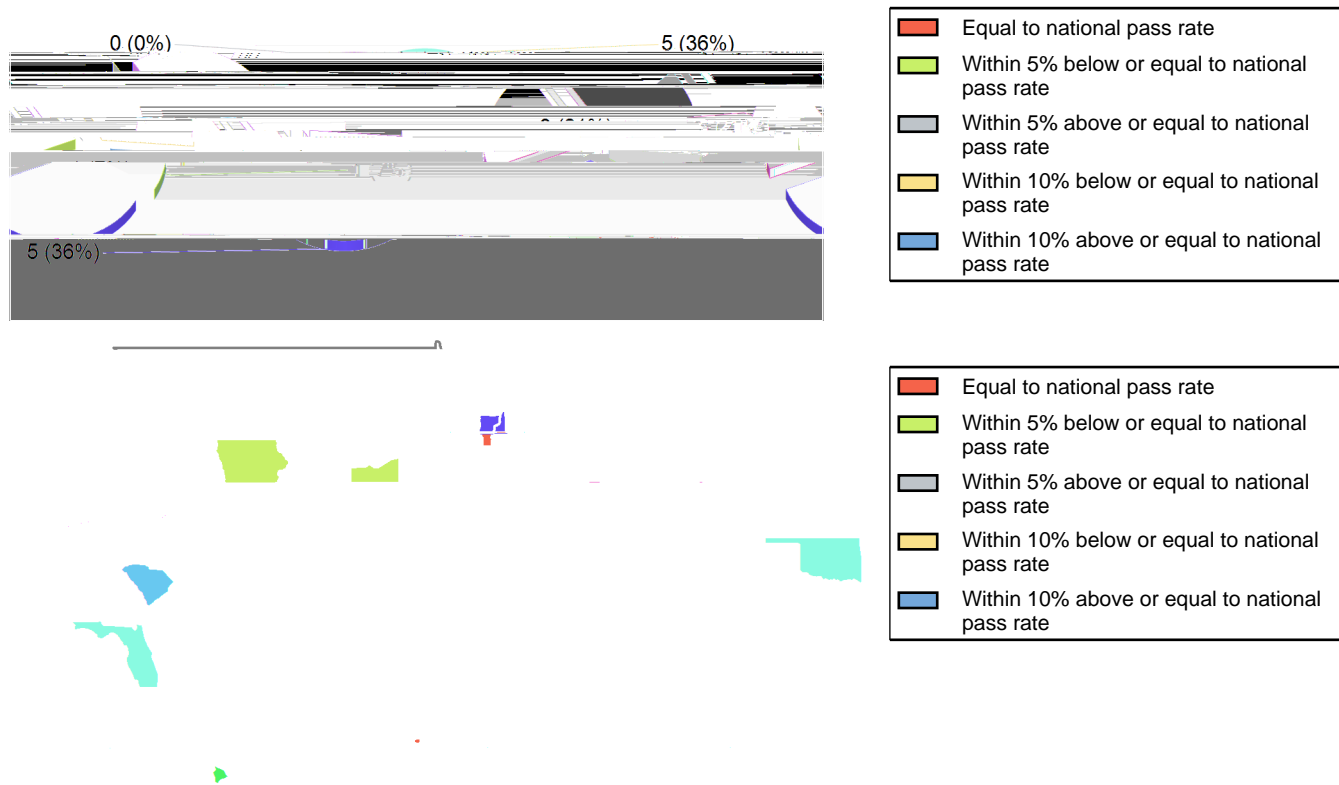 0 (0%)
5 (36%)
5 (36%)
Equal to national pass rate
Within 5% below or equal to national
pass rate
Within 5% above or equal to national
pass rate
Within 10% below or equal to national
pass rate
Within 10% above or equal to national
pass rate
Equal to national pass rate
Within 5% below or equal to national
pass rate
Within 5% above or equal to national
pass rate
Within 10% below or equal to national
pass rate
Within 10% above or equal to national
pass rate